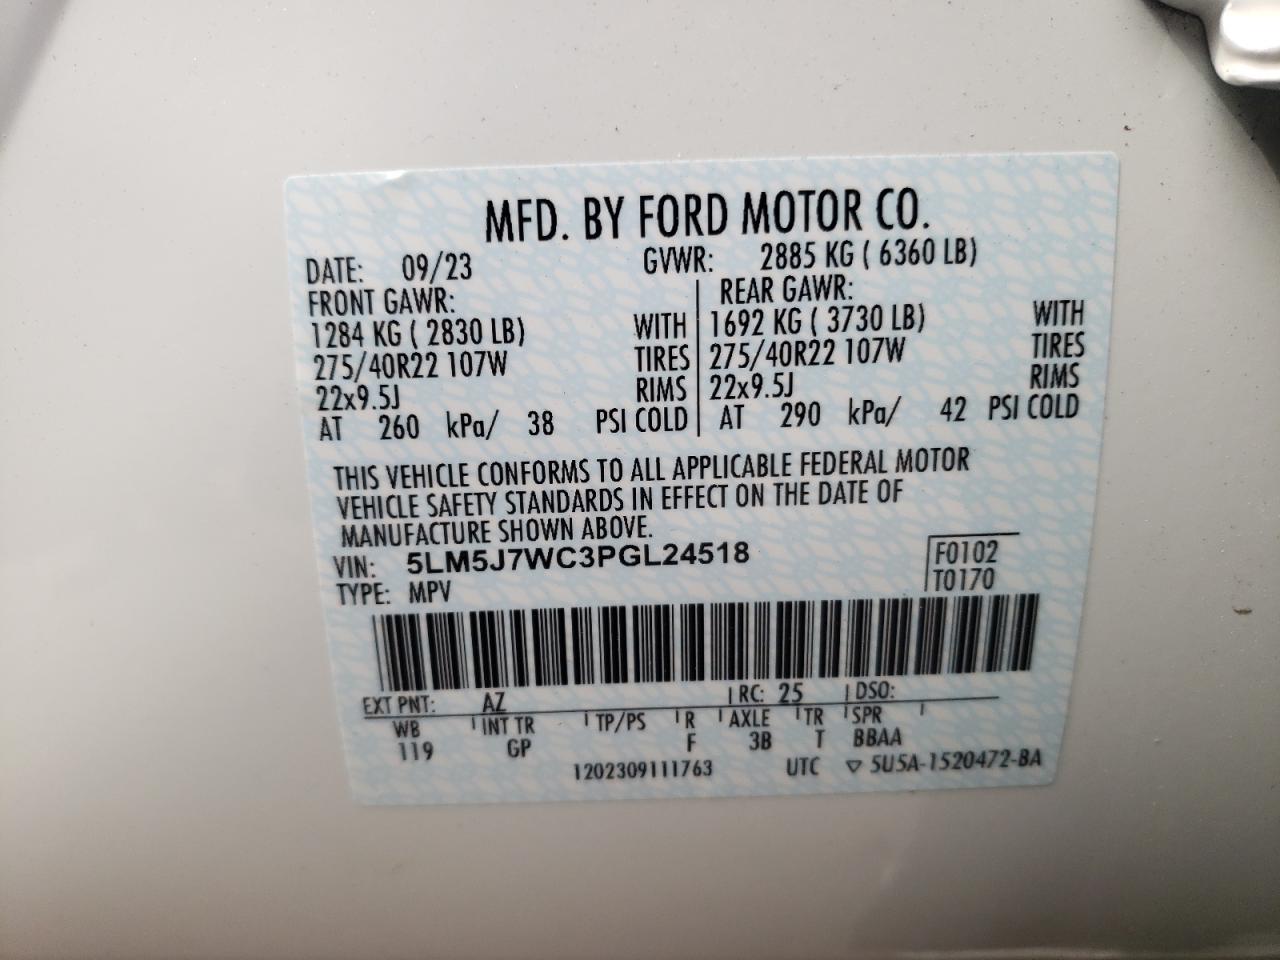 MFD. BY FORD MOTOR CO.
DATE: 09/23 GVWR: 2885 KG ( 6360 LB)
FRONT GAWR: REAR GAWR:
1284 KG ( 2830 LB) WITH 1692 KG ( 3730 LB) WITH
275/40R22 107W TIRES 275/40R22 107W TIRES
22x9.5J RIMS 22x9.5J RIMS
AT 260 kPa/ 38 PSI COLD AT 290 kPa/ 42 PSI COLD
THIS VEHICLE CONFORMS TO ALL APPLICABLE FEDERAL MOTOR
VEHICLE SAFETY STANDARDS IN EFFECT ON THE DATE OF
MANUFACTURE SHOWN ABOVE.
VIN: 5LM5J7WC3PGL24518 F0102
TYPE: MPV T0170
EXT PNT: AZ RC: 25 DSO:
WB INT TR TP/PS R AXLE TR SPR
119 GP F 3B T BBAA
1202309111763 UTC ▽ 5U5A-1520472-BA